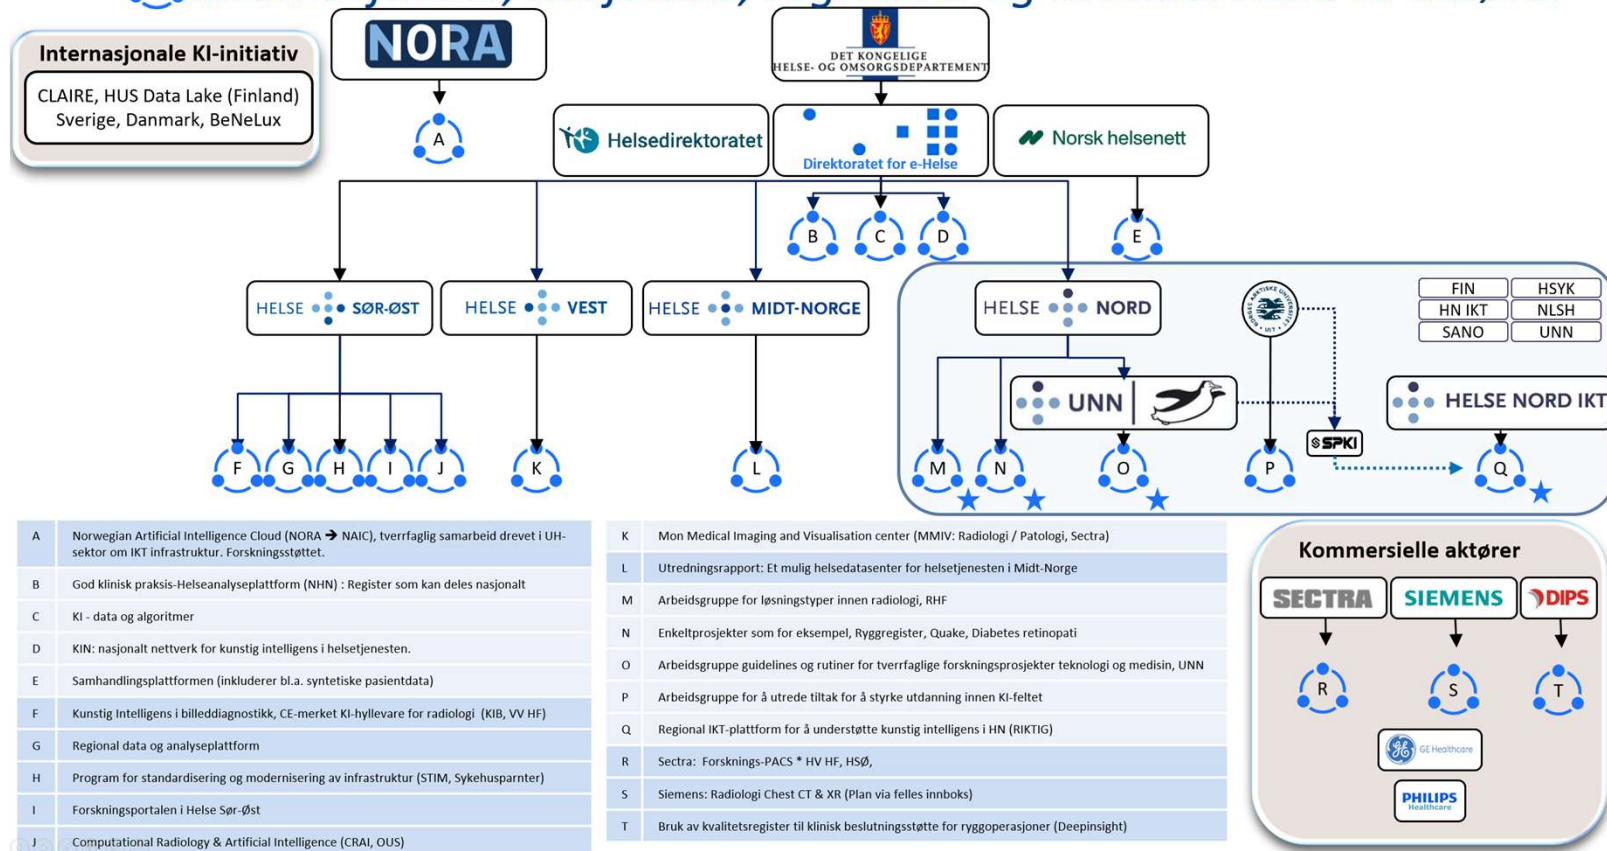 Internasjonale KI-initiativ
CLAIRE, HUS Data Lake (Finland)
Sverige, Danmark, BeNeLux
NORA
DET KONGELIGE
HELSE- OG OMSORGSDEPARTEMENT
A
Helsedirektoratet
Direktoratet for e-Helse
Norsk helsenett
B
C
D
E
HELSE SØR-ØST
HELSE VEST
HELSE MIDT-NORGE
HELSE NORD
FIN
HSYK
HN IKT
NLSH
SANO
UNN
UNN
HELSE NORD IKT
SPKI
F
G
H
I
J
K
L
M
N
O
P
Q
A Norwegian Artificial Intelligence Cloud (NORA ➔ NAIC), tverrfaglig samarbeid drevet i UH-
sektor om IKT infrastruktur. Forskningsstøttet.
B God klinisk praksis-Helseanalyseplattform (NHN) : Register som kan deles nasjonalt
C KI - data og algoritmer
D KIN: nasjonalt nettverk for kunstig intelligens i helsetjenesten.
E Samhandlingsplattformen (inkluderer bl.a. syntetiske pasientdata)
F Kunstig Intelligens i billeddiagnostikk, CE-merket KI-hyllevare for radiologi (KIB, VV HF)
G Regional data og analyseplattform
H Program for standardisering og modernisering av infrastruktur (STIM, Sykehusparnter)
I Forskningsportalen i Helse Sør-Øst
J Computational Radiology & Artificial Intelligence (CRAI, OUS)
K Mon Medical Imaging and Visualisation center (MMIV: Radiologi / Patologi, Sectra)
L Utredningsrapport: Et mulig helsedatasenter for helsetjenesten i Midt-Norge
M Arbeidsgruppe for løsningstyper innen radiologi, RHF
N Enkeltprosjekter som for eksempel, Ryggregister, Quake, Diabetes retinopati
O Arbeidsgruppe guidelines og rutiner for tverrfaglige forskningsprosjekter teknologi og medisin, UNN
P Arbeidsgruppe for å utrede tiltak for å styrke utdanning innen KI-feltet
Q Regional IKT-plattform for å understøtte kunstig intelligens i HN (RIKTIG)
R Sectra: Forsknings-PACS * HV HF, HSØ,
S Siemens: Radiologi Chest CT & XR (Plan via felles innboks)
T Bruk av kvalitetsregister til klinisk beslutningsstøtte for ryggoperasjoner (Deepinsight)
Kommersielle aktører
SECTRA
SIEMENS
DIPS
R
S
T
GE Healthcare
PHILIPS
Healthcare